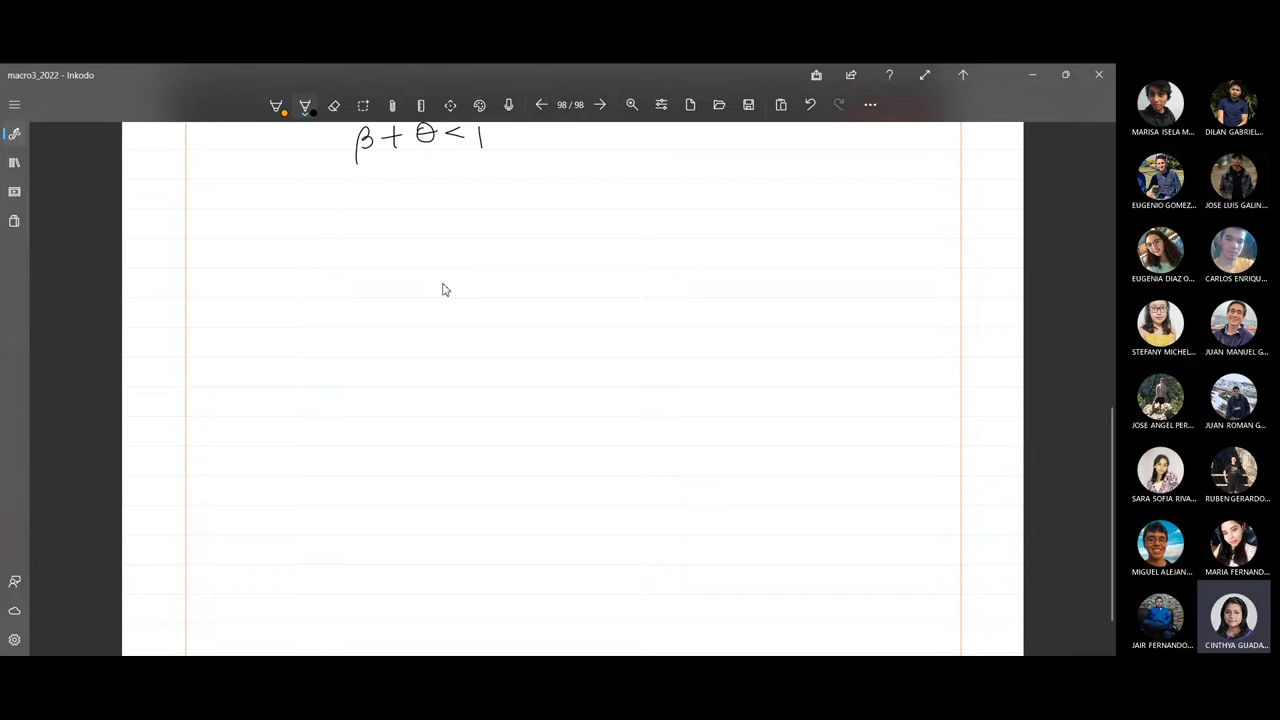 macro3_2022 - Inkodo
98 / 98
β + θ < 1
MARISA ISELA M...
DILAN GABRIEL...
EUGENIO GOMEZ...
JOSE LUIS GALIN...
EUGENIA DIAZ O...
CARLOS ENRIQU...
STEFANY MICHEL...
JUAN MANUEL G...
JOSE ANGEL PER...
JUAN ROMAN G...
SARA SOFIA RIVA...
RUBEN GERARDO...
MIGUEL ALEJAN...
MARIA FERNAND...
JAIR FERNANDO...
CINTHYA GUADA...